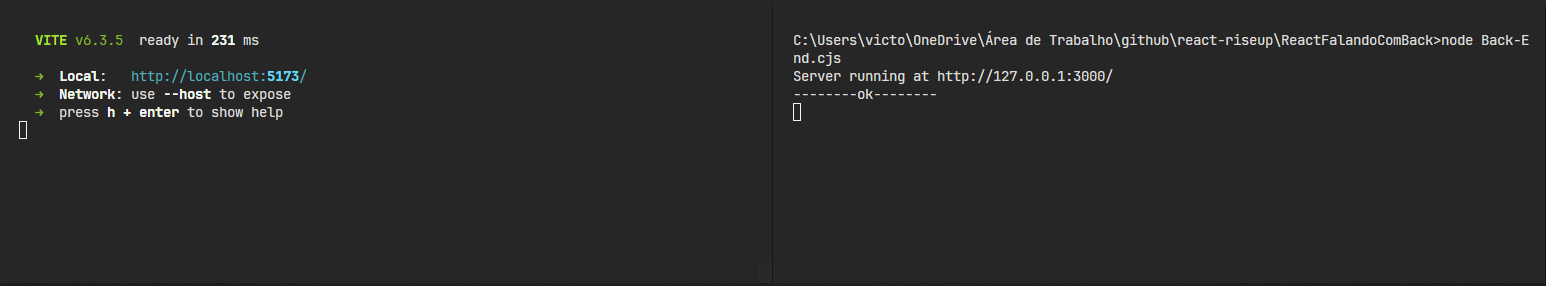 VITE v6.3.5  ready in 231 ms
➜  Local:   http://localhost:5173/
➜  Network: use --host to expose
➜  press h + enter to show help
C:\Users\victo\OneDrive\Área de Trabalho\github\react-riseup\ReactFalandoComBack>node Back-E
nd.cjs
Server running at http://127.0.0.1:3000/
--------ok--------